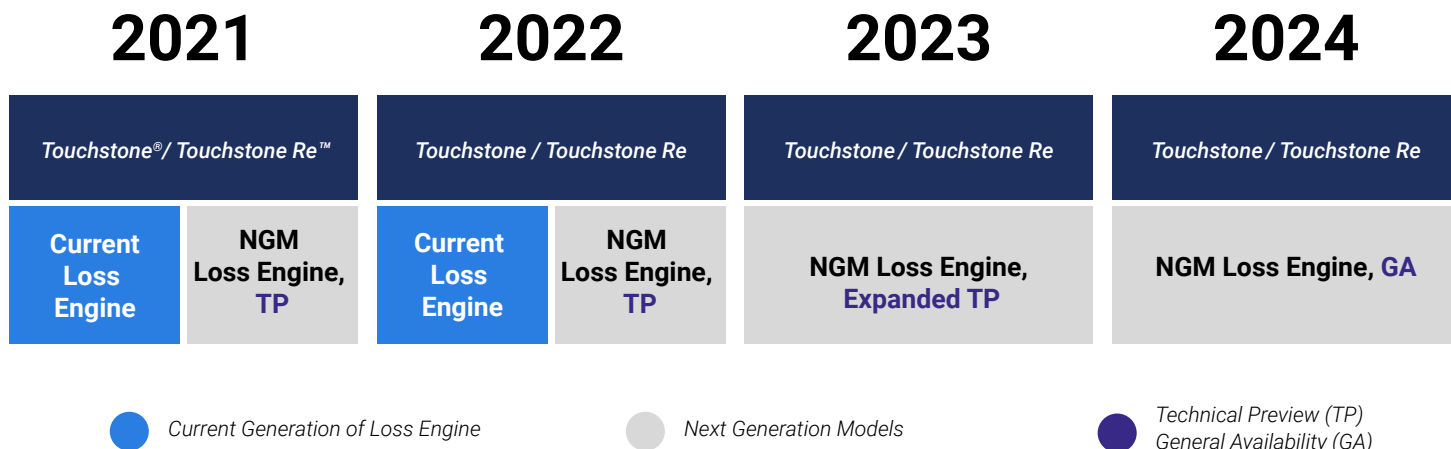 2021
2022
2023
2024
Touchstone®/ Touchstone Re™
Touchstone / Touchstone Re
Touchstone / Touchstone Re
Touchstone / Touchstone Re
Current
Loss
Engine
NGM
Loss Engine,
TP
Current
Loss
Engine
NGM
Loss Engine,
TP
NGM Loss Engine,
Expanded TP
NGM Loss Engine, GA
Current Generation of Loss Engine
Next Generation Models
Technical Preview (TP)
General Availability (GA)